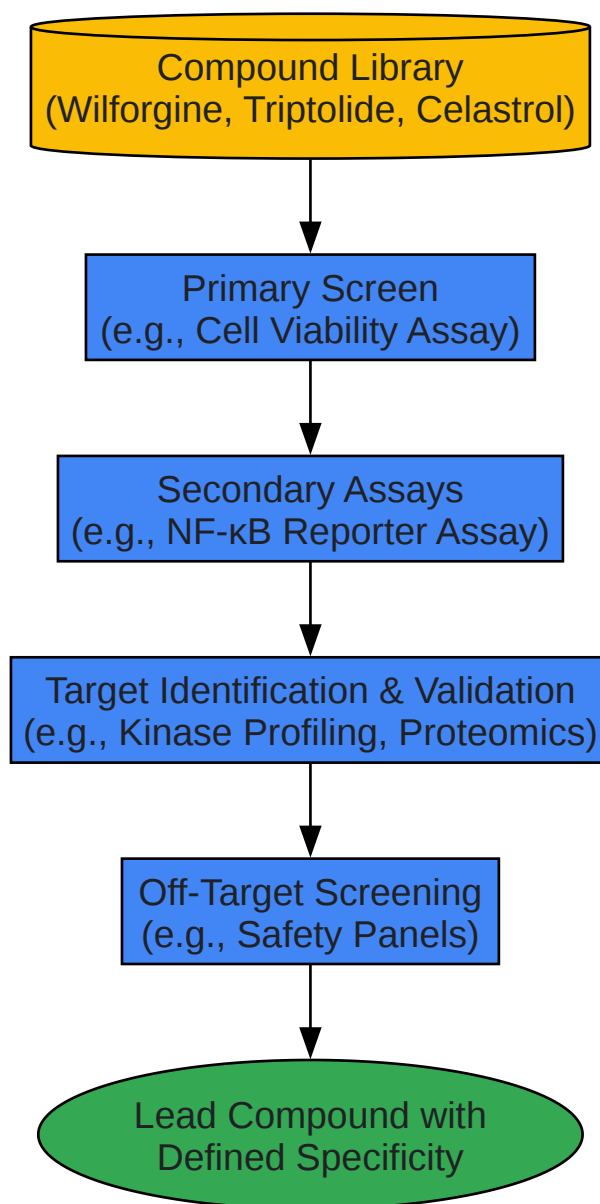 Compound Library
(Wilforgine, Triptolide, Celastrol)
Primary Screen
(e.g., Cell Viability Assay)
Secondary Assays
(e.g., NF-κB Reporter Assay)
Target Identification & Validation
(e.g., Kinase Profiling, Proteomics)
Off-Target Screening
(e.g., Safety Panels)
Lead Compound with
Defined Specificity